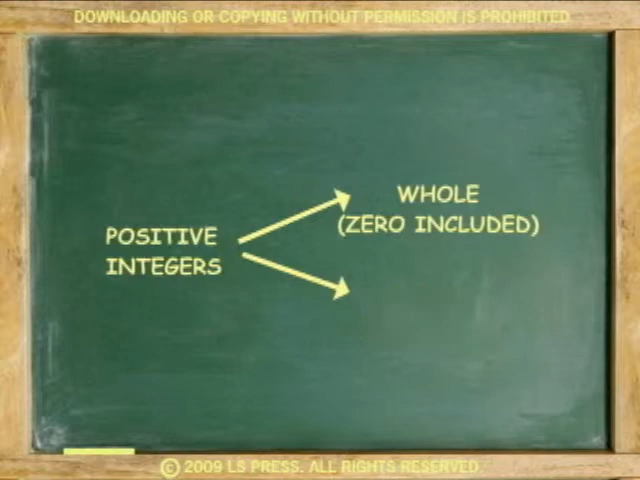 DOWNLOADING OR COPYING WITHOUT PERMISSION IS PROHIBITED.
WHOLE
(ZERO INCLUDED)
POSITIVE
INTEGERS
© 2009 LS PRESS. ALL RIGHTS RESERVED.